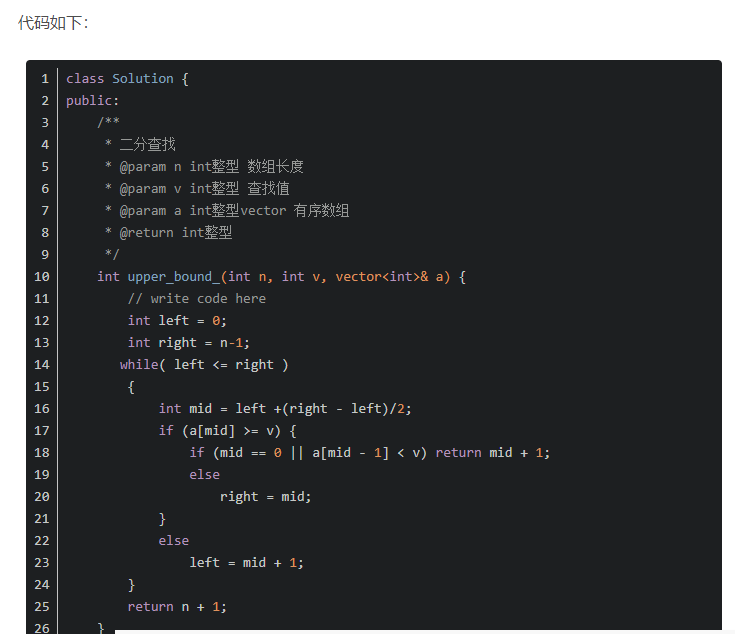 代码如下:
1 class Solution {
2 public:
3     /**
4      * 二分查找
5      * @param n int整型 数组长度
6      * @param v int整型 查找值
7      * @param a int整型vector 有序数组
8      * @return int整型
9      */
10     int upper_bound_(int n, int v, vector<int>& a) {
11         // write code here
12         int left = 0;
13         int right = n-1;
14        while( left <= right )
15         {
16             int mid = left +(right - left)/2;
17             if (a[mid] >= v) {
18                 if (mid == 0 || a[mid - 1] < v) return mid + 1;
19                 else
20                     right = mid;
21             }
22             else
23                 left = mid + 1;
24         }
25         return n + 1;
26     }